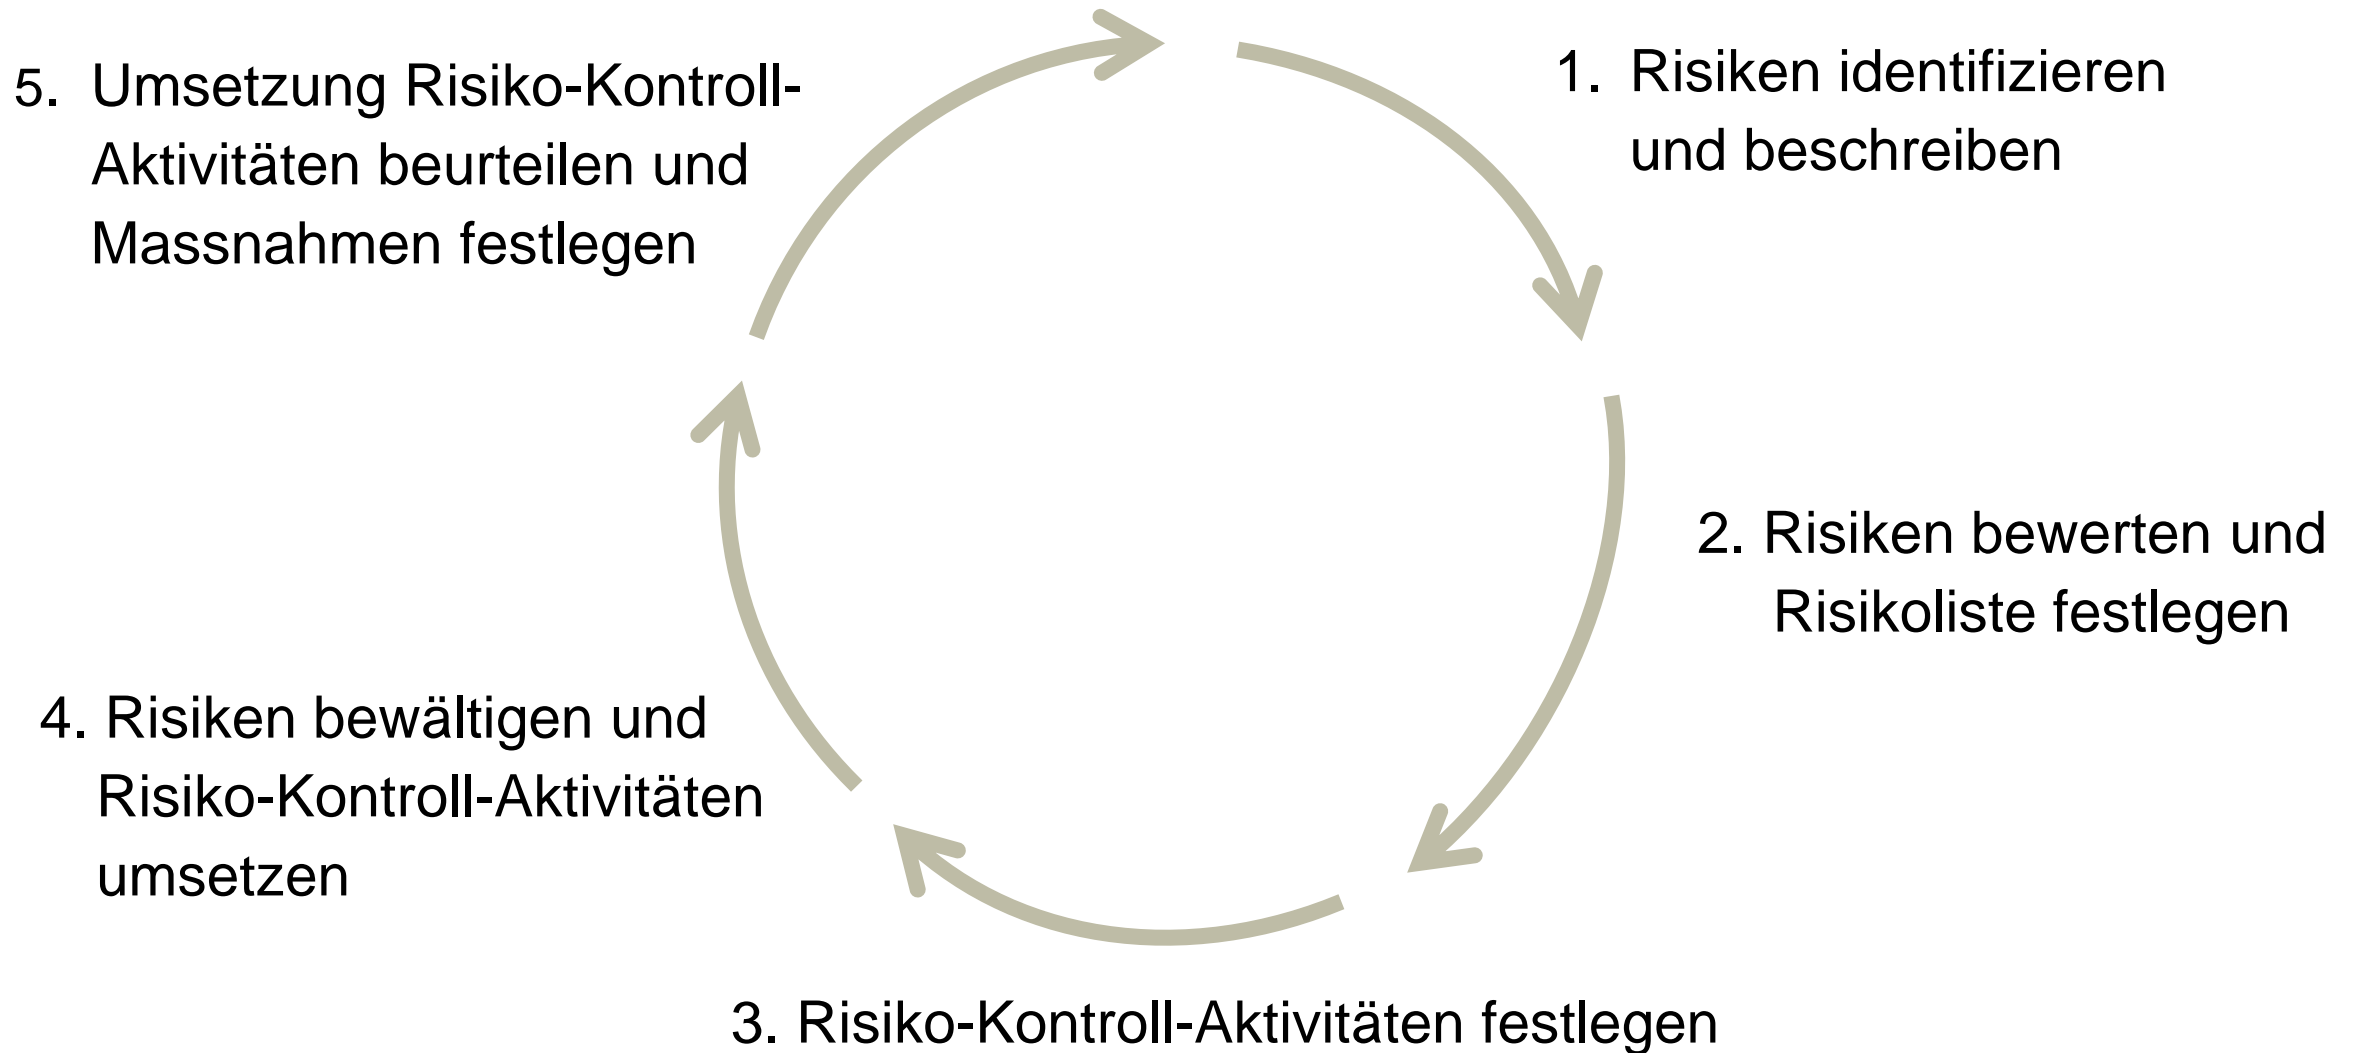 1. Risiken identifizieren
und beschreiben
2. Risiken bewerten und
Risikoliste festlegen
3. Risiko-Kontroll-Aktivitäten festlegen
4. Risiken bewältigen und
Risiko-Kontroll-Aktivitäten
umsetzen
5. Umsetzung Risiko-Kontroll-
Aktivitäten beurteilen und
Massnahmen festlegen